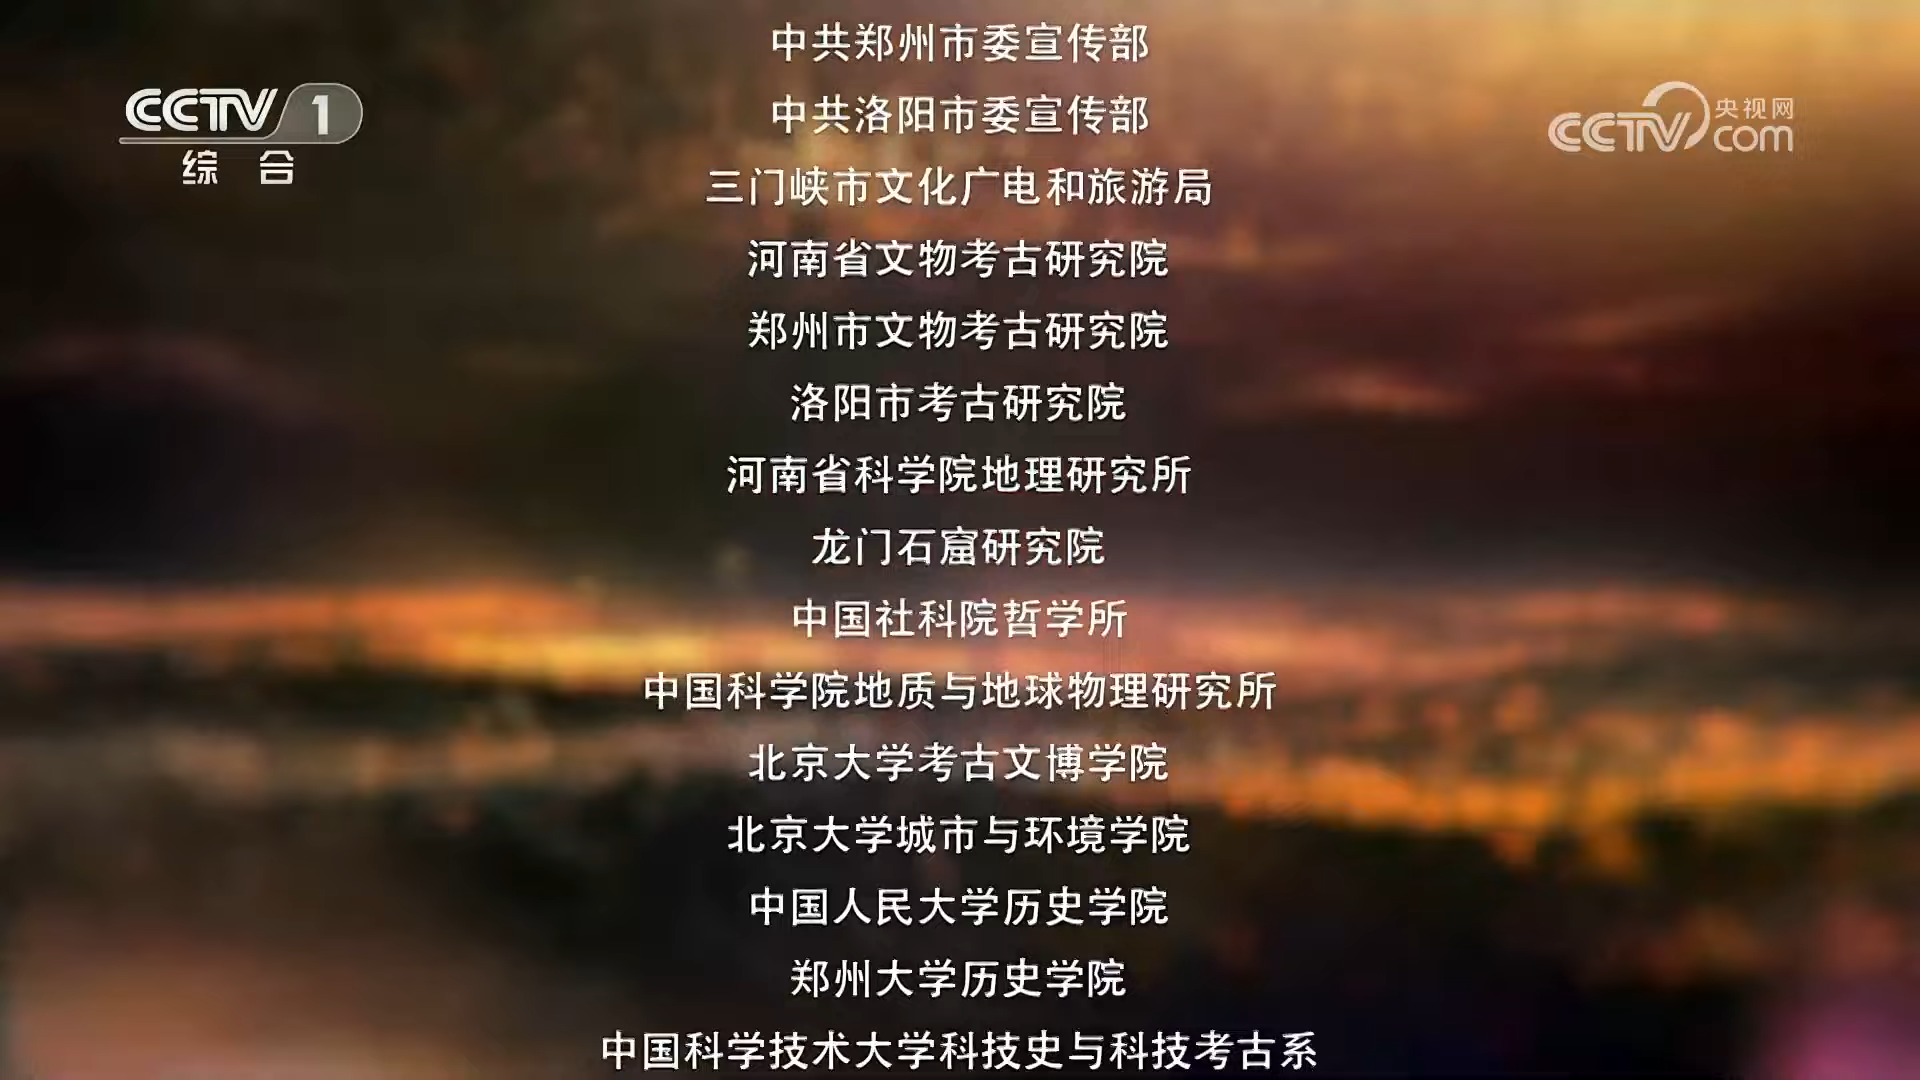 中共郑州市委宣传部
CCTV 1
综 合
中共洛阳市委宣传部
CCTV 央视网
com
三门峡市文化广电和旅游局
河南省文物考古研究院
郑州市文物考古研究院
洛阳市考古研究院
河南省科学院地理研究所
龙门石窟研究院
中国社科院哲学所
中国科学院地质与地球物理研究所
北京大学考古文博学院
北京大学城市与环境学院
中国人民大学历史学院
郑州大学历史学院
中国科学技术大学科技史与科技考古系